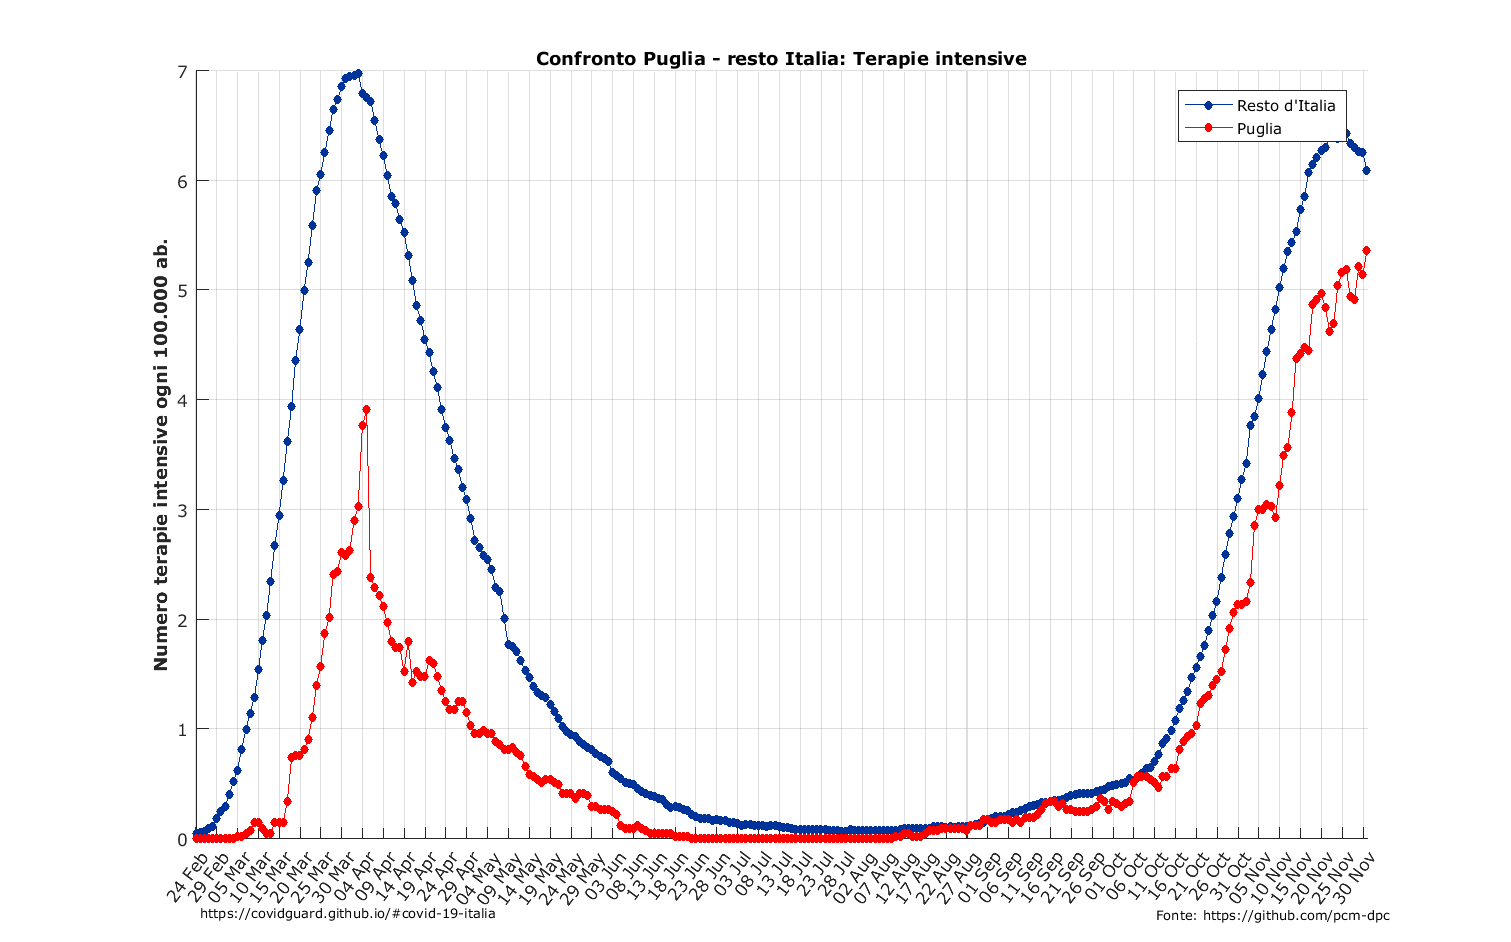 Confronto Puglia - resto Italia: Terapie intensive
Resto d'Italia
Puglia
Numero terapie intensive ogni 100.000 ab.
7
6
5
4
3
2
1
0
24 Feb
29 Feb
05 Mar
10 Mar
15 Mar
20 Mar
25 Mar
30 Mar
04 Apr
09 Apr
14 Apr
19 Apr
24 Apr
29 Apr
04 May
09 May
14 May
19 May
24 May
29 May
03 Jun
08 Jun
13 Jun
18 Jun
23 Jun
28 Jun
03 Jul
08 Jul
13 Jul
18 Jul
23 Jul
28 Jul
02 Aug
07 Aug
12 Aug
17 Aug
22 Aug
27 Aug
01 Sep
06 Sep
11 Sep
16 Sep
21 Sep
26 Sep
01 Oct
06 Oct
11 Oct
16 Oct
21 Oct
26 Oct
31 Oct
05 Nov
10 Nov
15 Nov
20 Nov
25 Nov
30 Nov
https://covidguard.github.io/#covid-19-italia
Fonte: https://github.com/pcm-dpc